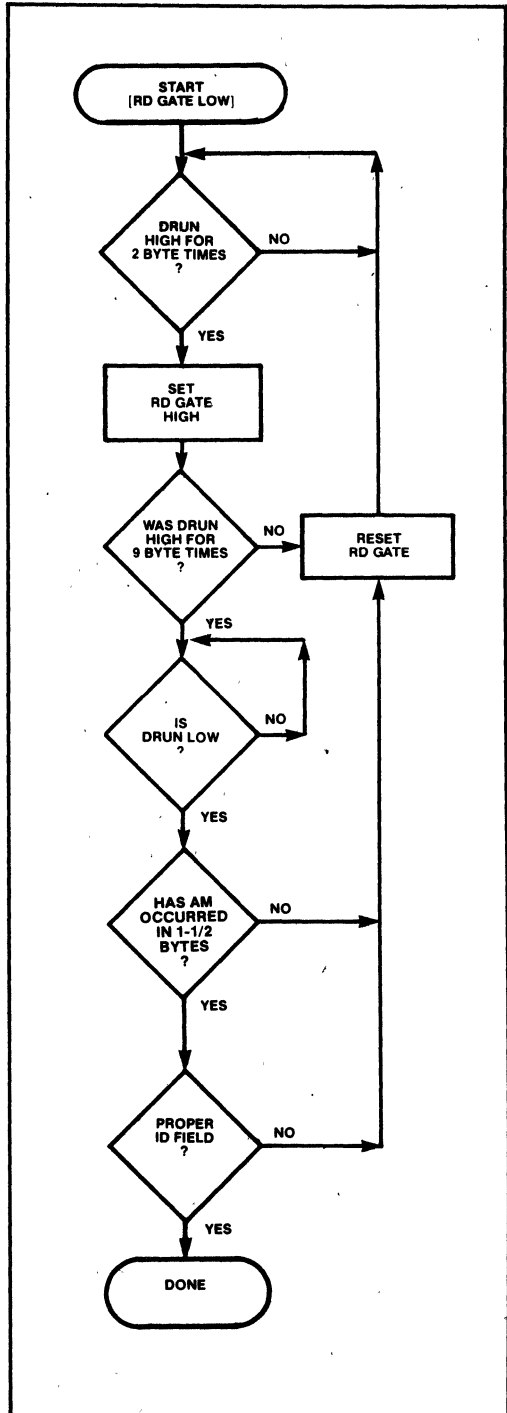 START
[RD GATE LOW]
DRUN
HIGH FOR
2 BYTE TIMES
?
NO
YES
SET
RD GATE
HIGH
WAS DRUN
HIGH FOR
9 BYTE TIMES
?
NO
RESET
RD GATE
YES
IS
DRUN LOW
?
NO
YES
HAS AM
OCCURRED
IN 1-1/2
BYTES
?
NO
YES
PROPER
ID FIELD
?
NO
YES
DONE